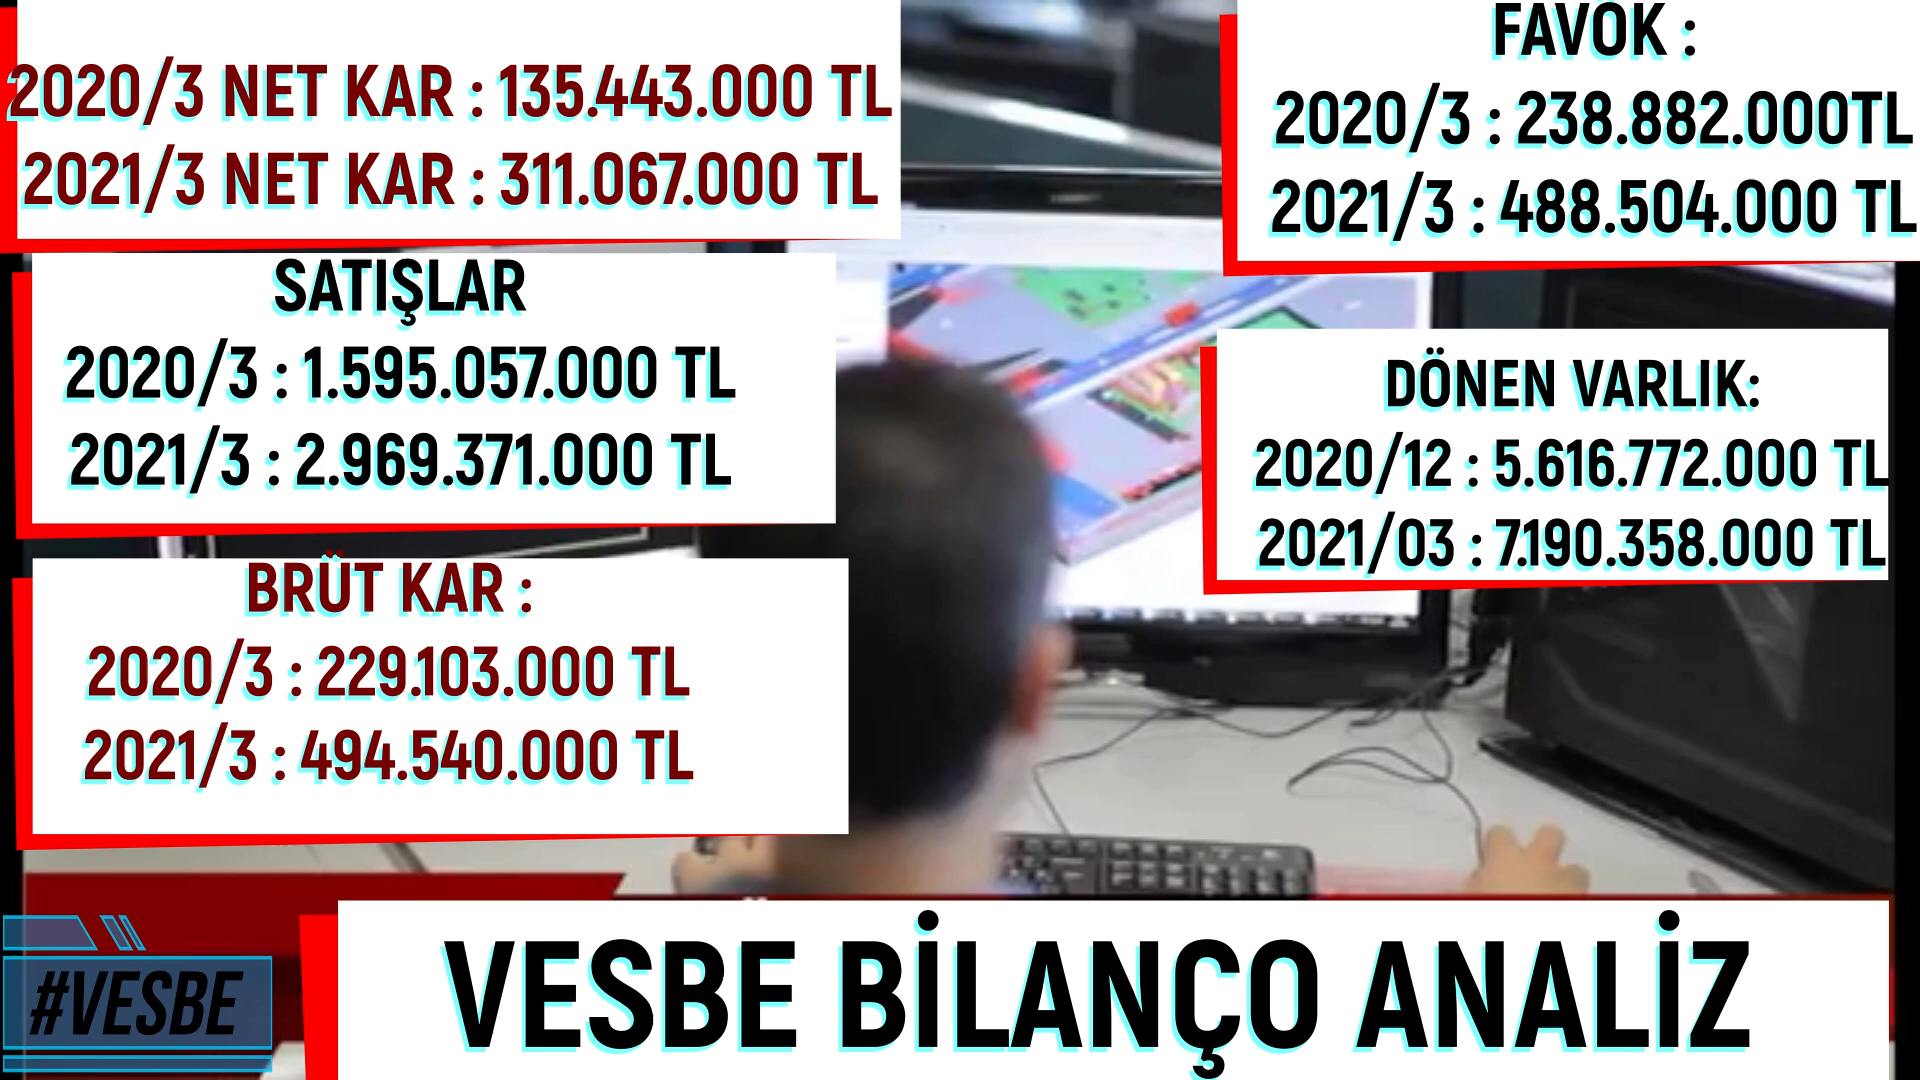 2020/3 NET KAR : 135.443.000 TL
2021/3 NET KAR : 311.067.000 TL
SATIŞLAR
2020/3 : 1.595.057.000 TL
2021/3 : 2.969.371.000 TL
BRÜT KAR :
2020/3 : 229.103.000 TL
2021/3 : 494.540.000 TL
FAVÖK :
2020/3 : 238.882.000TL
2021/3 : 488.504.000 TL
DÖNEN VARLIK:
2020/12 : 5.616.772.000 TL
2021/03 : 7.190.358.000 TL
#VESBE
VESBE BİLANÇO ANALİZ